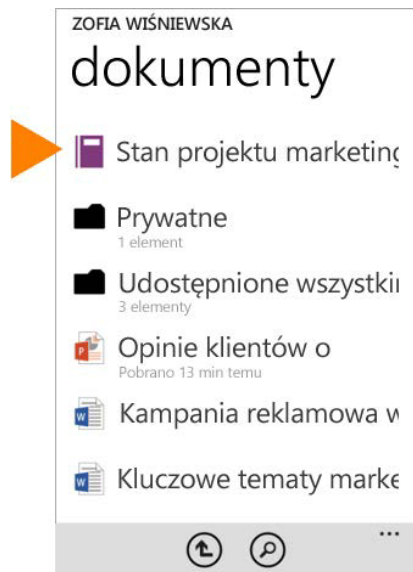 ZOFIA WIŚNIEWSKA
dokumenty
Stan projektu marketing
Prywatne
1 element
Udostępnione wszystkin
3 elementy
Opinie klientów o
Pobrano 13 min temu
Kampania reklamowa w
Kluczowe tematy marke